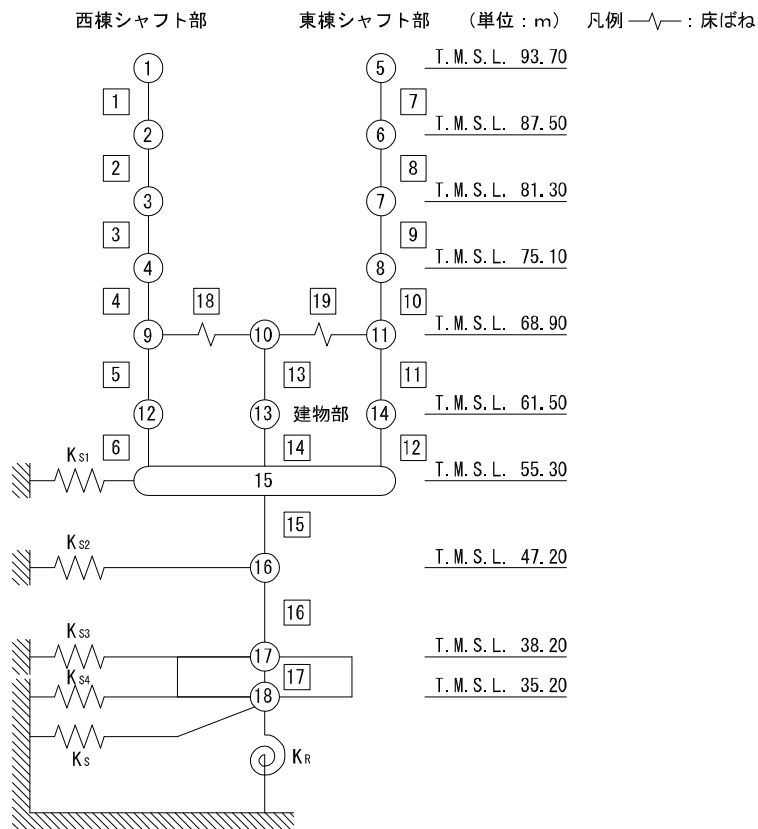 西棟シャフト部 東棟シャフト部 (単位：m) 凡例 ：床ばね
1 5 T.M.S.L. 93.70
1 7
2 6 T.M.S.L. 87.50
2 8
3 7 T.M.S.L. 81.30
3 9
4 8 T.M.S.L. 75.10
4 18 19 10
9 10 11 T.M.S.L. 68.90
5 13 11
12 13 建物部 14 T.M.S.L. 61.50
6 14 12
KS1 15 T.M.S.L. 55.30
15
KS2 16 T.M.S.L. 47.20
16
KS3 17 T.M.S.L. 38.20
KS4 17
18 T.M.S.L. 35.20
KS KR